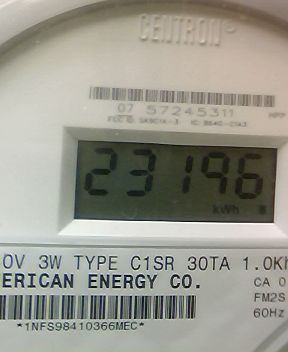 CENTRON®
07 57245311
23196
kWh
0V 3W TYPE C1SR 30TA 1.0Kh
ERICAN ENERGY CO.
CA 0
FM2S
60Hz
*1NFS98410366MEC*